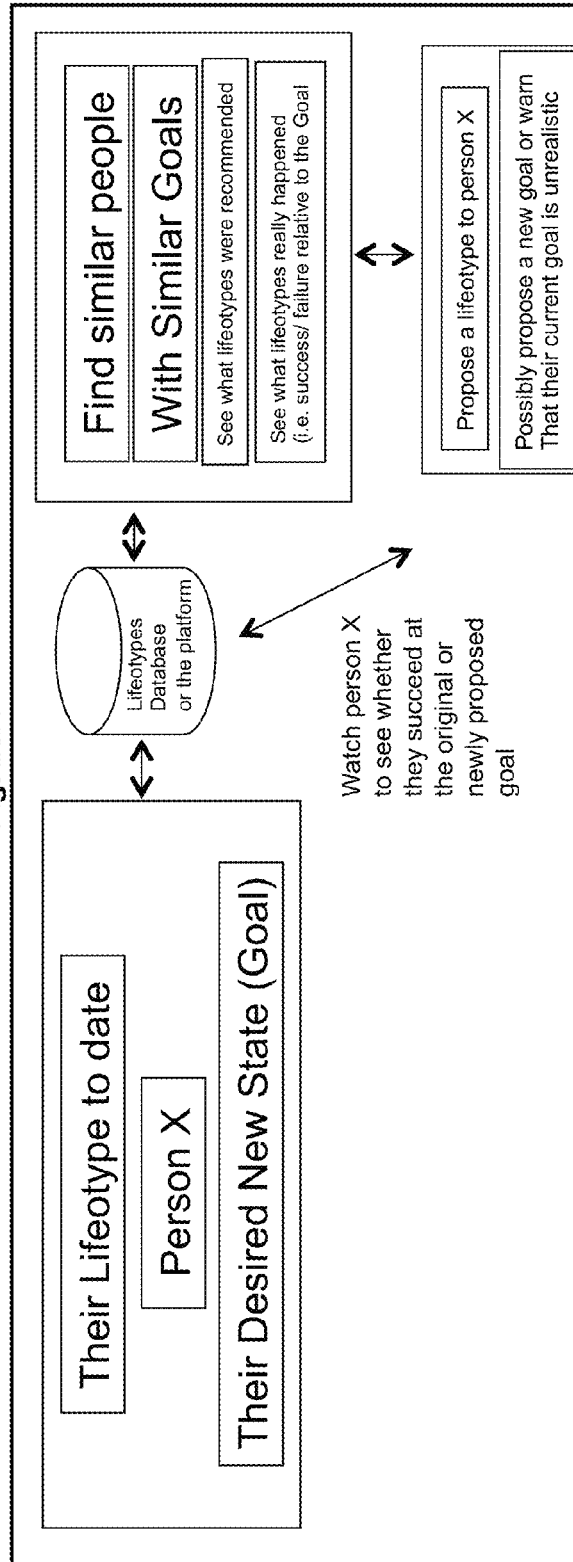 Their Lifeotype to date
Person X
Their Desired New State (Goal)
Lifeotypes
Database
or the platform
Find similar people
With Similar Goals
See what lifeotypes were recommended
See what lifeotypes really happened
(i.e. success/ failure relative to the Goal
Watch person X
to see whether
they succeed at
the original or
newly proposed
goal
Propose a lifeotype to person X
Possibly propose a new goal or warn
That their current goal is unrealistic